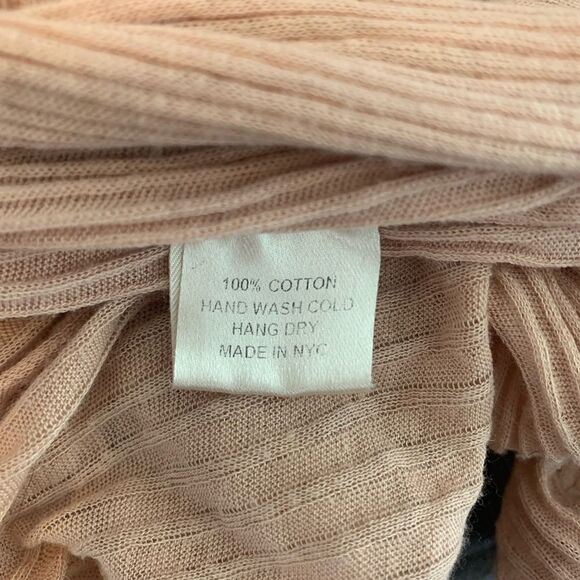 100% COTTON
HAND WASH COLD
HANG DRY
MADE IN NYC